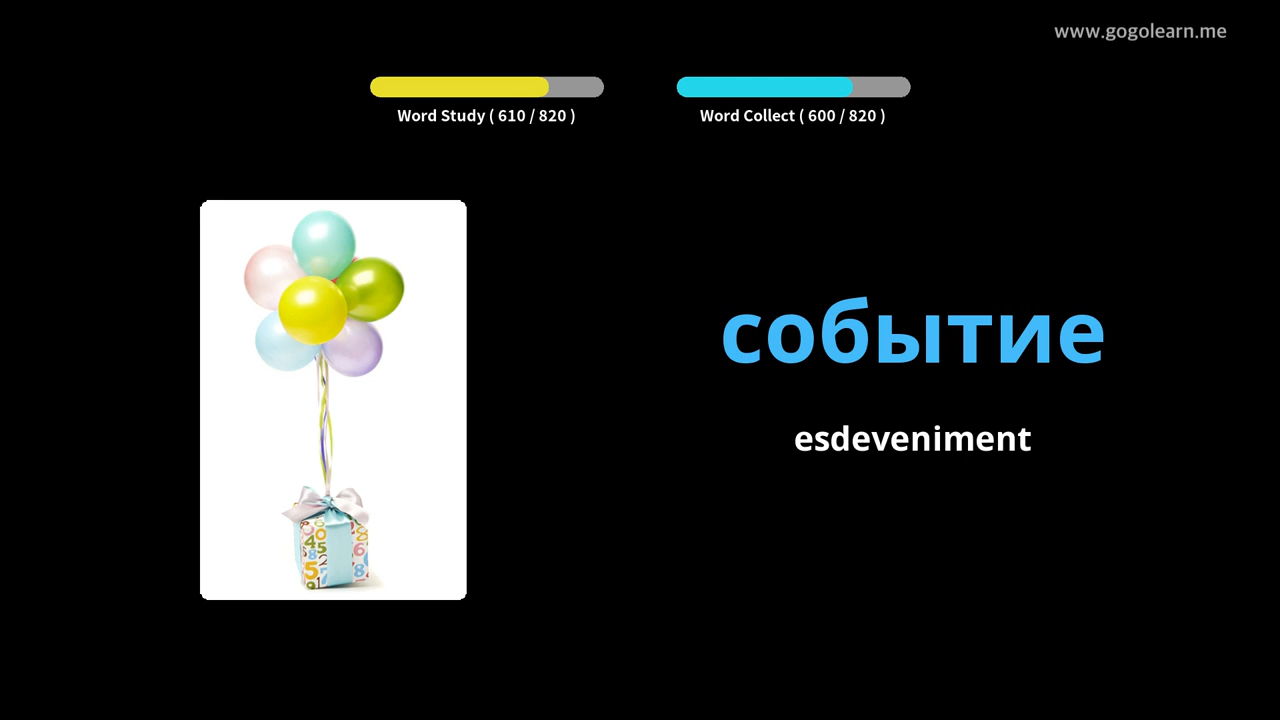 www.gogolearn.me
Word Study ( 610 / 820 )
Word Collect ( 600 / 820 )
событие
esdeveniment